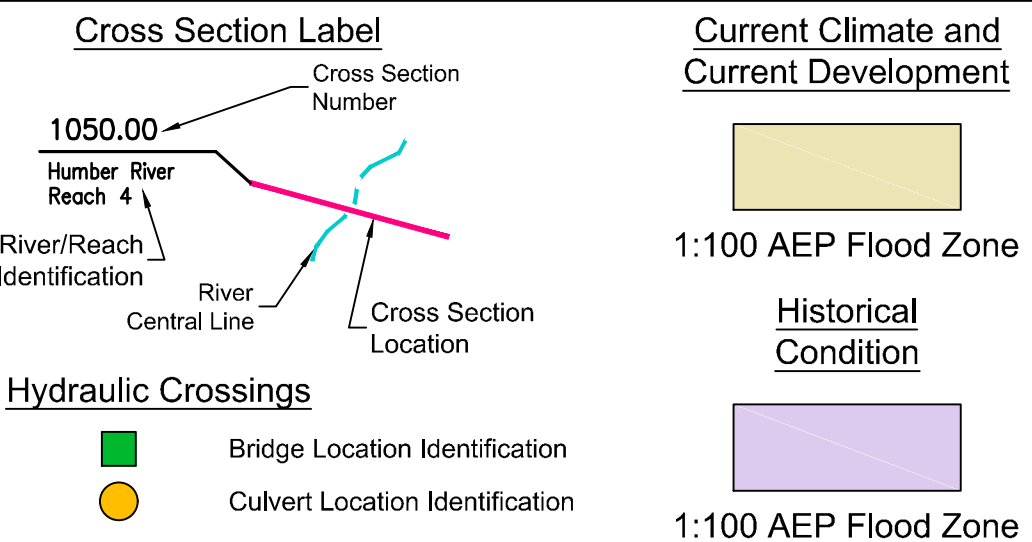 Cross Section Label
Cross Section
Number
1050.00
Humber River
Reach 4
River/Reach
Identification
River
Central Line
Cross Section
Location
Hydraulic Crossings
Bridge Location Identification
Culvert Location Identification
Current Climate and
Current Development
1:100 AEP Flood Zone
Historical
Condition
1:100 AEP Flood Zone